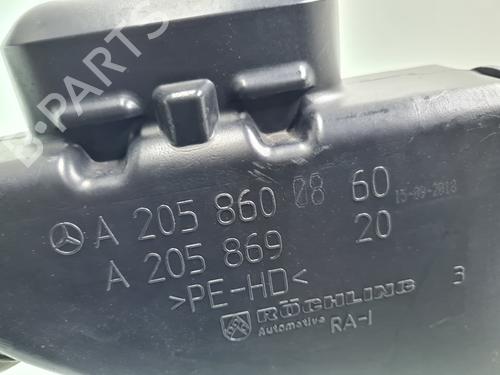 B-PARTS
A 205 860 08 60 15-09-2018
A 205 869 20
>PE-HD<
RÖCHLING 3
Automotive RA-I